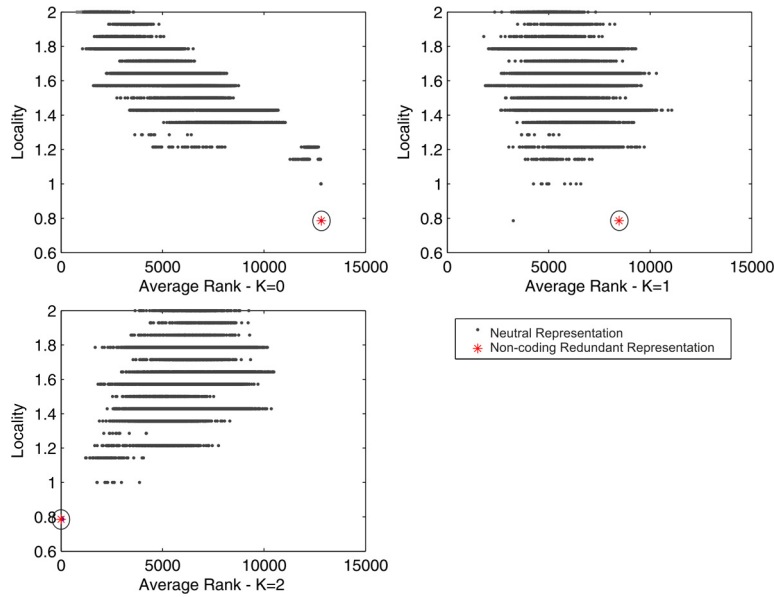 2
1.8
1.6
1.4
1.2
1
0.8
0.6
Locality
0 5000 10000 15000
Average Rank - K=0
2
1.8
1.6
1.4
1.2
1
0.8
0.6
Locality
0 5000 10000 15000
Average Rank - K=1
2
1.8
1.6
1.4
1.2
1
0.8
0.6
Locality
0 5000 10000 15000
Average Rank - K=2
Neutral Representation
Non-coding Redundant Representation